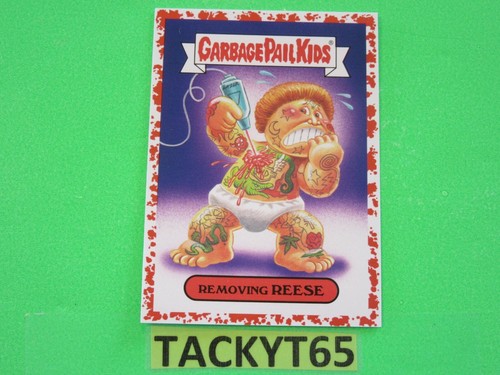 GARBAGE PAIL KIDS®
REMOVING REESE
TACKYT65